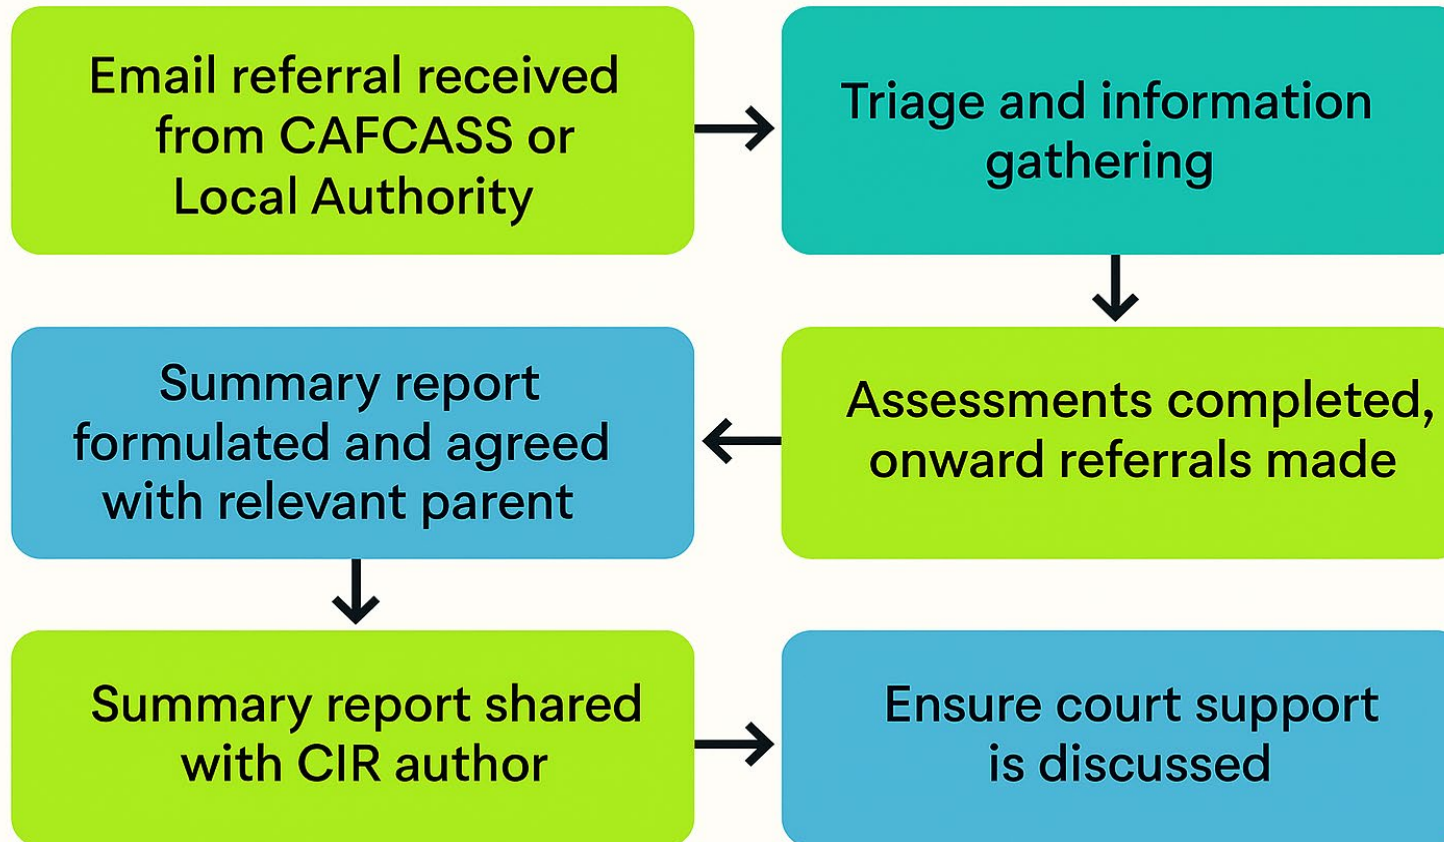 Email referral received
from CAFCASS or
Local Authority
Triage and information
gathering
Assessments completed,
onward referrals made
Summary report
formulated and agreed
with relevant parent
Summary report shared
with CIR author
Ensure court support
is discussed